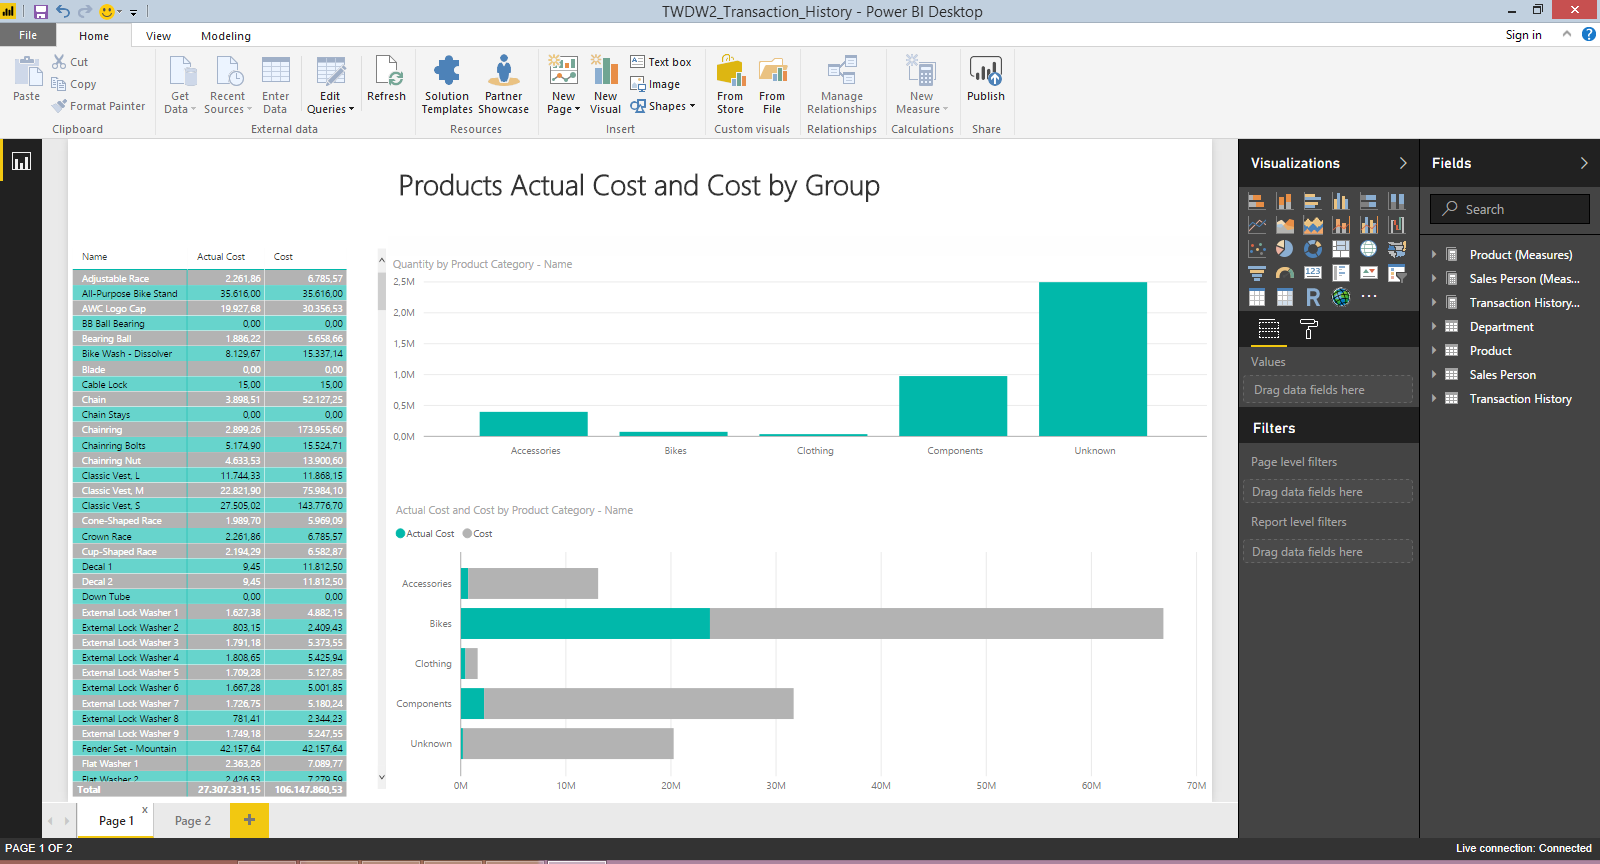 TWDW2_Transaction_History - Power BI Desktop
File Home View Modeling Sign in
Paste Cut Copy Format Painter
Clipboard
Get Data Recent Sources Enter Data Edit Queries Refresh
External data
Solution Templates Partner Showcase
Resources
New Page New Visual Text box Image Shapes
Insert
From Store From File
Custom visuals
Manage Relationships
Relationships
New Measure
Calculations
Publish
Share
Products Actual Cost and Cost by Group
Name Actual Cost Cost
Adjustable Race 2.261,86 6.785,57
All-Purpose Bike Stand 35.616,00 35.616,00
AWC Logo Cap 19.927,68 30.356,53
BB Ball Bearing 0,00 0,00
Bearing Ball 1.886,22 5.658,66
Bike Wash - Dissolver 8.129,67 15.337,14
Blade 0,00 0,00
Cable Lock 15,00 15,00
Chain 3.898,51 52.127,25
Chain Stays 0,00 0,00
Chainring 2.899,26 173.955,60
Chainring Bolts 5.174,90 15.524,71
Chainring Nut 4.633,53 13.900,60
Classic Vest, L 11.744,33 11.868,15
Classic Vest, M 22.821,90 75.984,10
Classic Vest, S 27.505,02 143.776,70
Cone-Shaped Race 1.989,70 5.969,09
Crown Race 2.261,86 6.785,57
Cup-Shaped Race 2.194,29 6.582,87
Decal 1 9,45 11.812,50
Decal 2 9,45 11.812,50
Down Tube 0,00 0,00
External Lock Washer 1 1.627,38 4.882,15
External Lock Washer 2 803,15 2.409,43
External Lock Washer 3 1.791,18 5.373,55
External Lock Washer 4 1.808,65 5.425,94
External Lock Washer 5 1.709,28 5.127,85
External Lock Washer 6 1.667,28 5.001,85
External Lock Washer 7 1.726,75 5.180,24
External Lock Washer 8 781,41 2.344,23
External Lock Washer 9 1.749,18 5.247,55
Fender Set - Mountain 42.157,64 42.157,64
Flat Washer 1 2.363,26 7.089,77
Flat Washer 2 2.426,53 7.279,59
Total 27.307.331,15 106.147.860,53
Quantity by Product Category - Name
2,5M
2,0M
1,5M
1,0M
0,5M
0,0M
Accessories Bikes Clothing Components Unknown
Actual Cost and Cost by Product Category - Name
Actual Cost Cost
Accessories
Bikes
Clothing
Components
Unknown
0M 10M 20M 30M 40M 50M 60M 70M
Visualizations
123
R
Values
Drag data fields here
Filters
Page level filters
Drag data fields here
Report level filters
Drag data fields here
Fields
Search
Product (Measures)
Sales Person (Meas...
Transaction History...
Department
Product
Sales Person
Transaction History
Page 1 x Page 2 +
PAGE 1 OF 2
Live connection: Connected